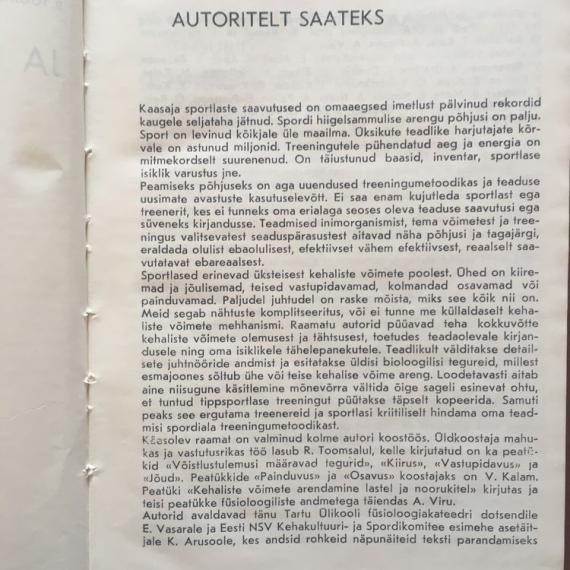 AUTORITELT SAATEKS
Kaasaja sportlaste saavutused on omaaegsed imetlust pälvinud rekordid
kaugele seljataha jätnud. Spordi hiigelsammulise arengu põhjusi on palju.
Sport on levinud kõikjale üle maailma. Üksikute teadlike harjutajate kõr-
vale on astunud miljonid. Treeningutele pühendatud aeg ja energia on
mitmekordselt suurenenud. On täiustunud baasid, inventar, sportlase
isiklik varustus jne.
Peamiseks põhjuseks on aga uuendused treeningumetoodikas ja teaduse
uusimate avastuste kasutuselevõtt. Ei saa enam kujutleda sportlast ega
treenerit, kes ei tunneks oma erialaga seoses oleva teaduse saavutusi ega
süveneks kirjandusse. Teadmised inimorganismist, tema võimetest ja tree-
ningus valitsevatest seaduspärasustest aitavad näha põhjusi ja tagajärgi,
eraldada olulist ebaolulisest, efektiivset vähem efektiivsest, reaalselt saa-
vutatavat ebareaalsest.
Sportlased erinevad üksteisest kehaliste võimete poolest. Ühed on kiire-
mad ja jõulisemad, teised vastupidavamad, kolmandad osavamad või
painduvamad. Paljudel juhtudel on raske mõista, miks see kõik nii on.
Meid segab nähtuste komplitseeritus, või ei tunne me küllaldaselt keha-
liste võimete mehhanismi. Raamatu autorid püüavad teha kokkuvõtte
kehaliste võimete olemusest ja tähtsusest, toetudes teadaolevale kirjan-
dusele ning oma isiklikele tähelepanekutele. Teadlikult välditakse detail-
sete juhtnööride andmist ja esitatakse üldisi bioloogilisi tegureid, millest
esmajoones sõltub ühe või teise kehalise võime areng. Loodetavasti aitab
aine niisugune käsitlemine mõnevõrra vältida õige sageli esinevat ohtu,
et tuntud tippsportlase treeningut püütakse täpselt kopeerida. Samuti
peaks see ergutama treenereid ja sportlasi kriitiliselt hindama oma tead-
misi spordiala treeningumetoodikast.
Käesolev raamat on valminud kolme autori koostöös. Üldkoostaja mahu-
kas ja vastutusrikas töö lasub R. Toomsalul, kelle kirjutatud on ka peatü-
kid «Võistlustulemusi määravad tegurid», «Kiirus», «Vastupidavus» ja
«Jõud». Peatükkide «Painduvus» ja «Osavus» koostajaks on V. Kalam.
Peatüki «Kehaliste võimete arendamine lastel ja noorukitel» kirjutas ja
teisi peatükke füsioloogiliste andmetega täiendas A. Viru.
Autorid avaldavad tänu Tartu Ülikooli füsioloogiakateedri dotsendile
E. Vasarale ja Eesti NSV Kehakultuuri- ja Spordikomitee esimehe asetäit-
jale K. Arusoole, kes andsid rohkeid näpunäiteid teksti parandamiseks